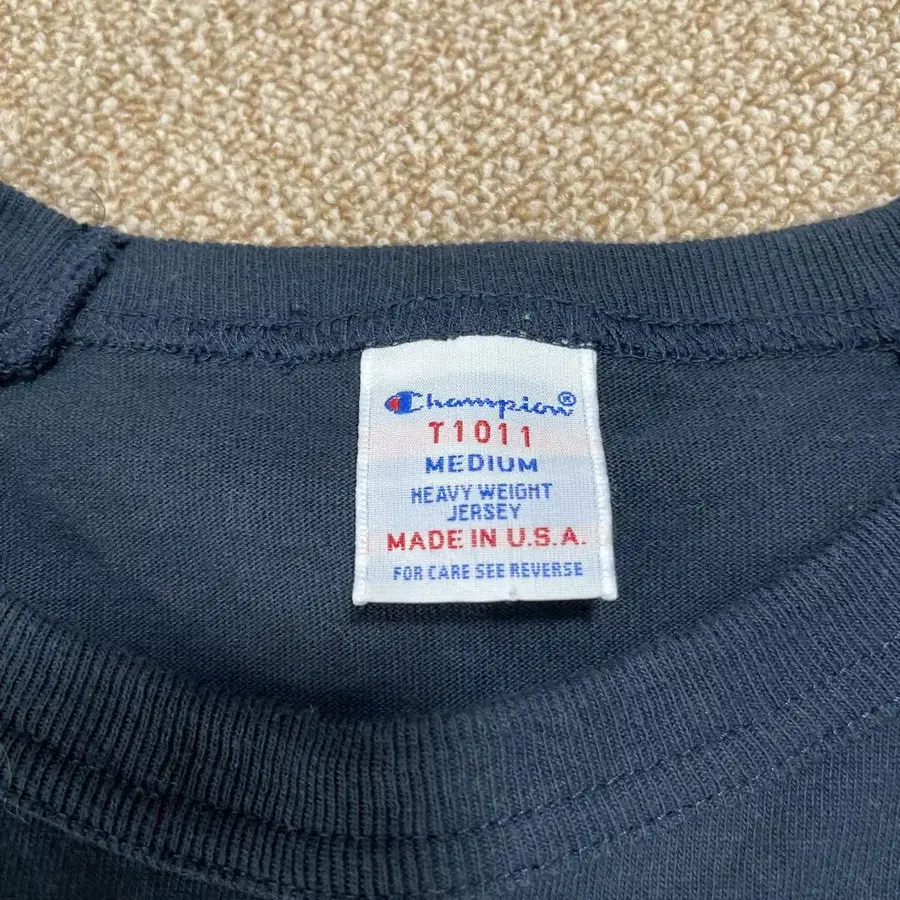 Champion®
T1011
MEDIUM
HEAVY WEIGHT
JERSEY
MADE IN U.S.A.
FOR CARE SEE REVERSE